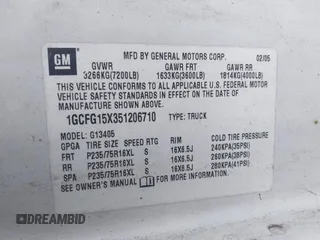 GM
MFD BY GENERAL MOTORS CORP. 02/05
GVWR GAWR FRT GAWR RR
3266KG(7200LB) 1633KG(3600LB) 1814KG(4000LB)
THIS VEHICLE CONFORMS TO ALL APPLICABLE U.S. FEDERAL
MOTOR VEHICLE SAFETY STANDARDS IN EFFECT ON THE DATE OF
MANUFACTURE SHOWN ABOVE.
1GCFG15X351206710 TYPE: TRUCK
MODEL: G13405
GPGA TIRE SIZE SPEED RTG RIM COLD TIRE PRESSURE
FRT P235/75R16XL S 16X6.5J 240KPA(35PSI)
RR P235/75R16XL S 16X6.5J 260KPA(38PSI)
SPA P235/75R16XL S 16X6.5J 280KPA(41PSI)
SEE OWNER'S MANUAL FOR ADDITIONAL INFORMATION.
DREAMBID